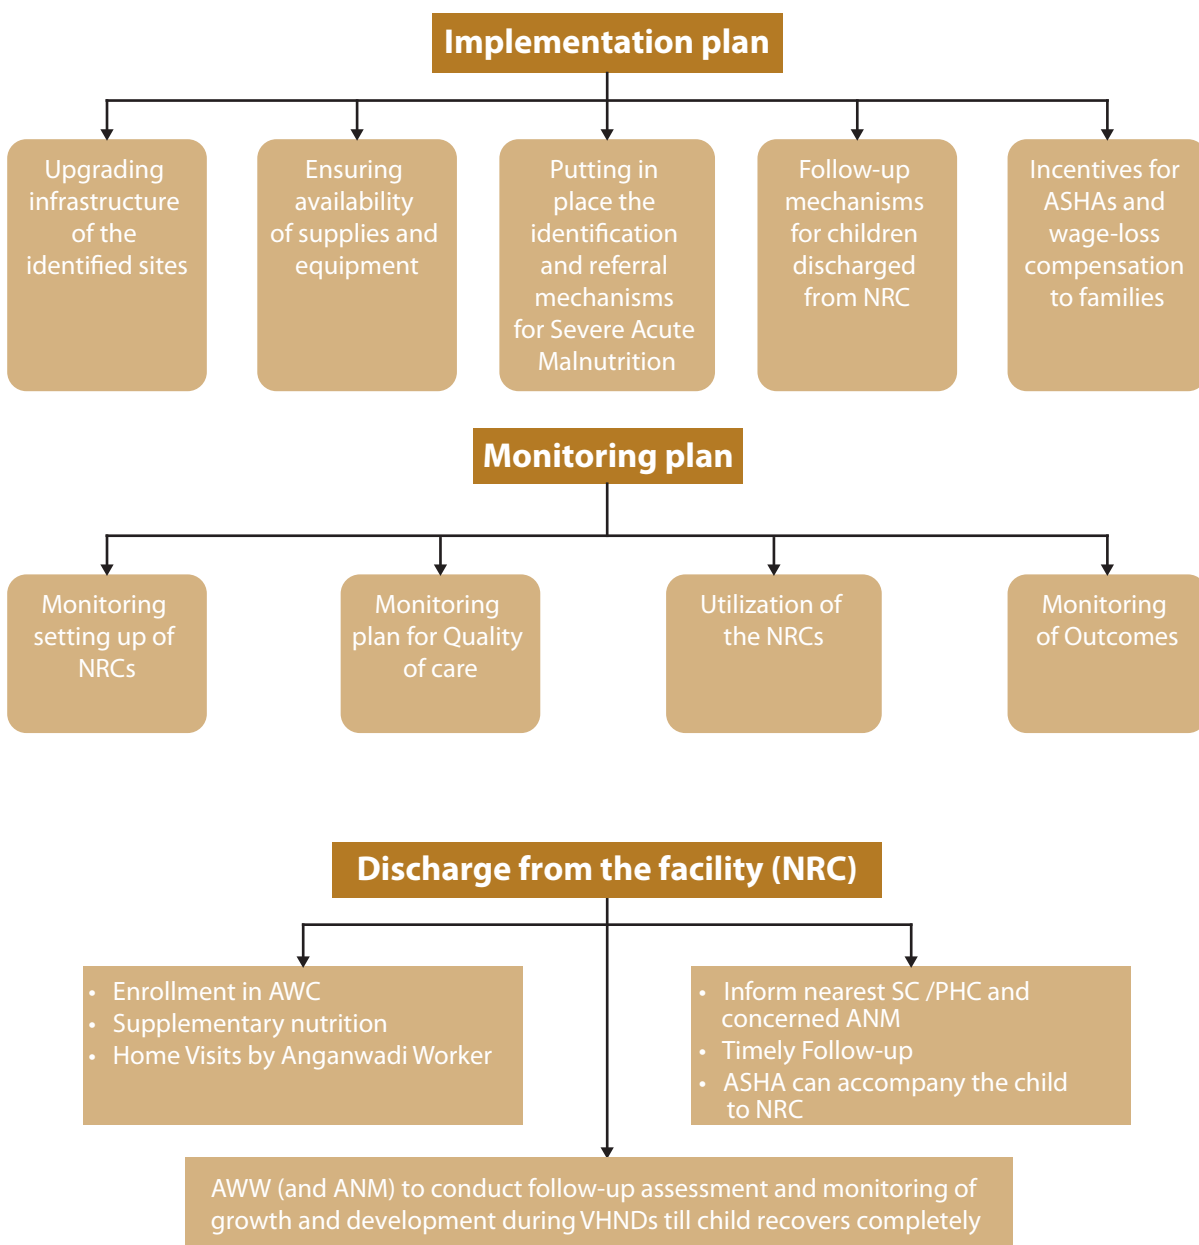 Implementation plan
Upgrading
infrastructure
of the
identified sites
Ensuring
availability
of supplies and
equipment
Putting in
place the
identification
and referral
mechanisms
for Severe Acute
Malnutrition
Follow-up
mechanisms
for children
discharged
from NRC
Incentives for
ASHAs and
wage-loss
compensation
to families
Monitoring plan
Monitoring
setting up of
NRCs
Monitoring
plan for Quality
of care
Utilization of
the NRCs
Monitoring
of Outcomes
Discharge from the facility (NRC)
• Enrollment in AWC
• Supplementary nutrition
• Home Visits by Anganwadi Worker
• Inform nearest SC /PHC and
concerned ANM
• Timely Follow-up
• ASHA can accompany the child
to NRC
AWW (and ANM) to conduct follow-up assessment and monitoring of
growth and development during VHNDs till child recovers completely